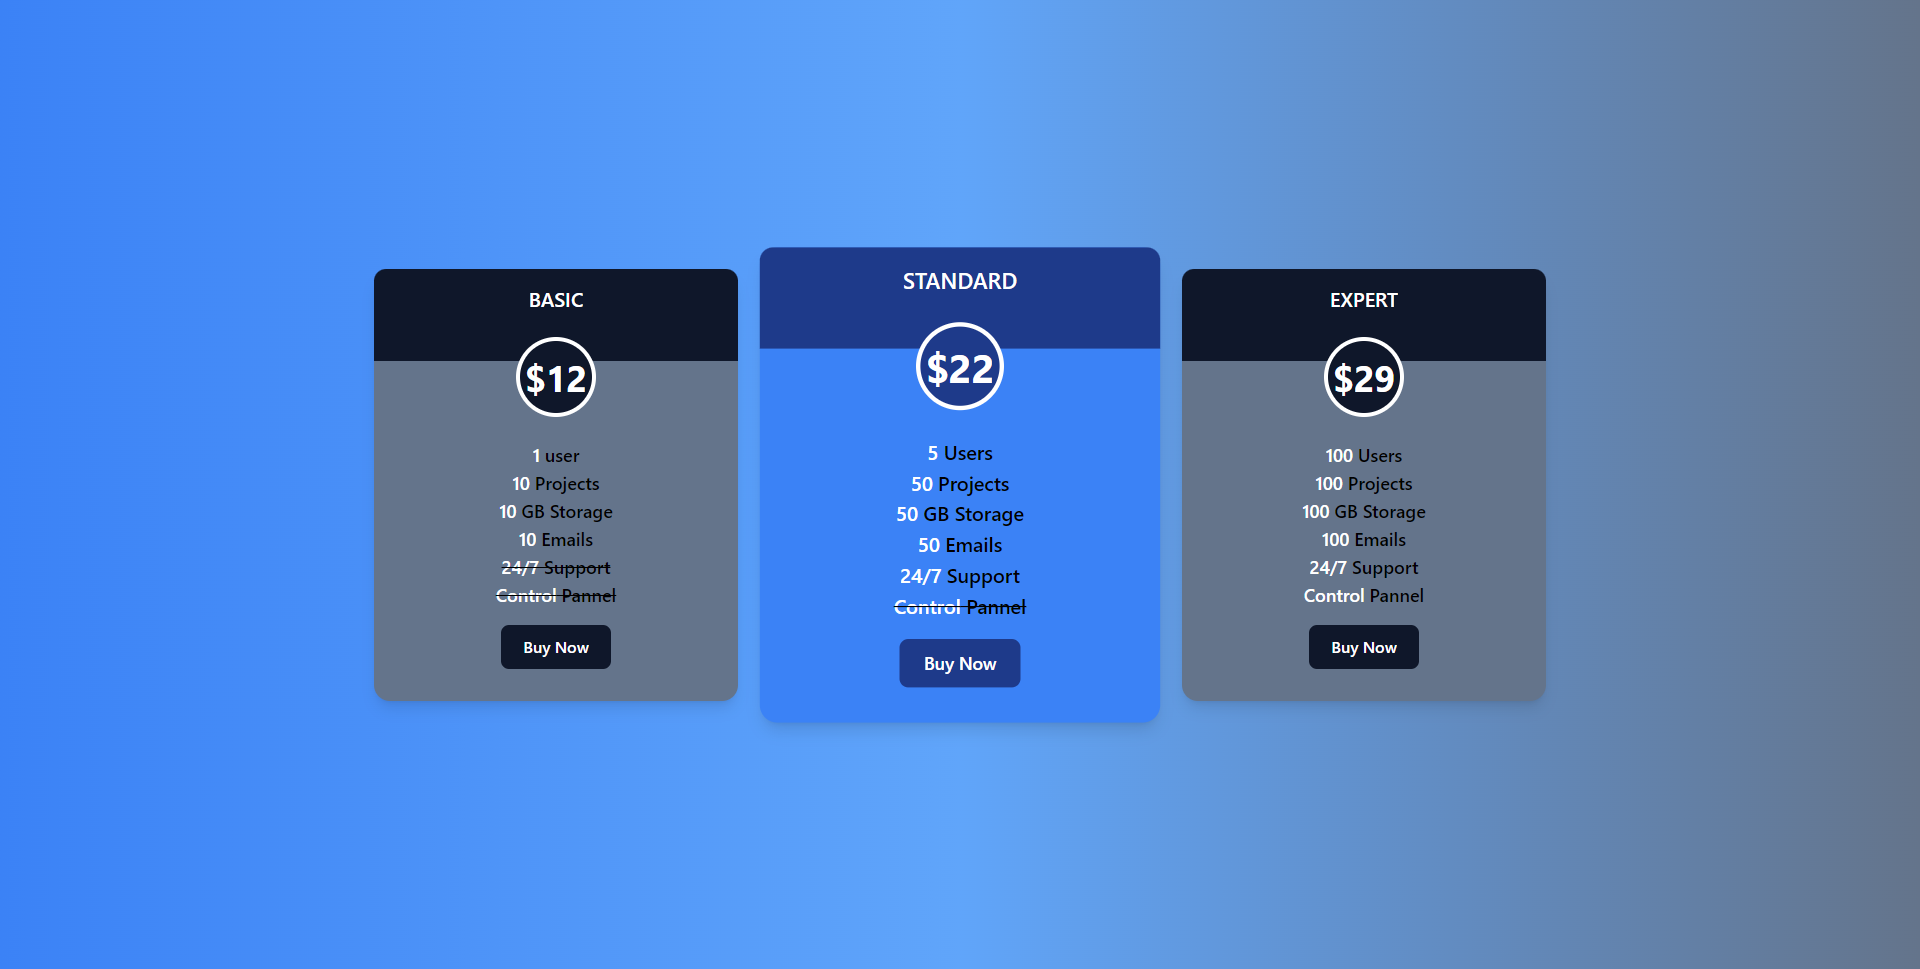 BASIC
$12
1 user
10 Projects
10 GB Storage
10 Emails
24/7 Support
Control Pannel
Buy Now
STANDARD
$22
5 Users
50 Projects
50 GB Storage
50 Emails
24/7 Support
Control Pannel
Buy Now
EXPERT
$29
100 Users
100 Projects
100 GB Storage
100 Emails
24/7 Support
Control Pannel
Buy Now